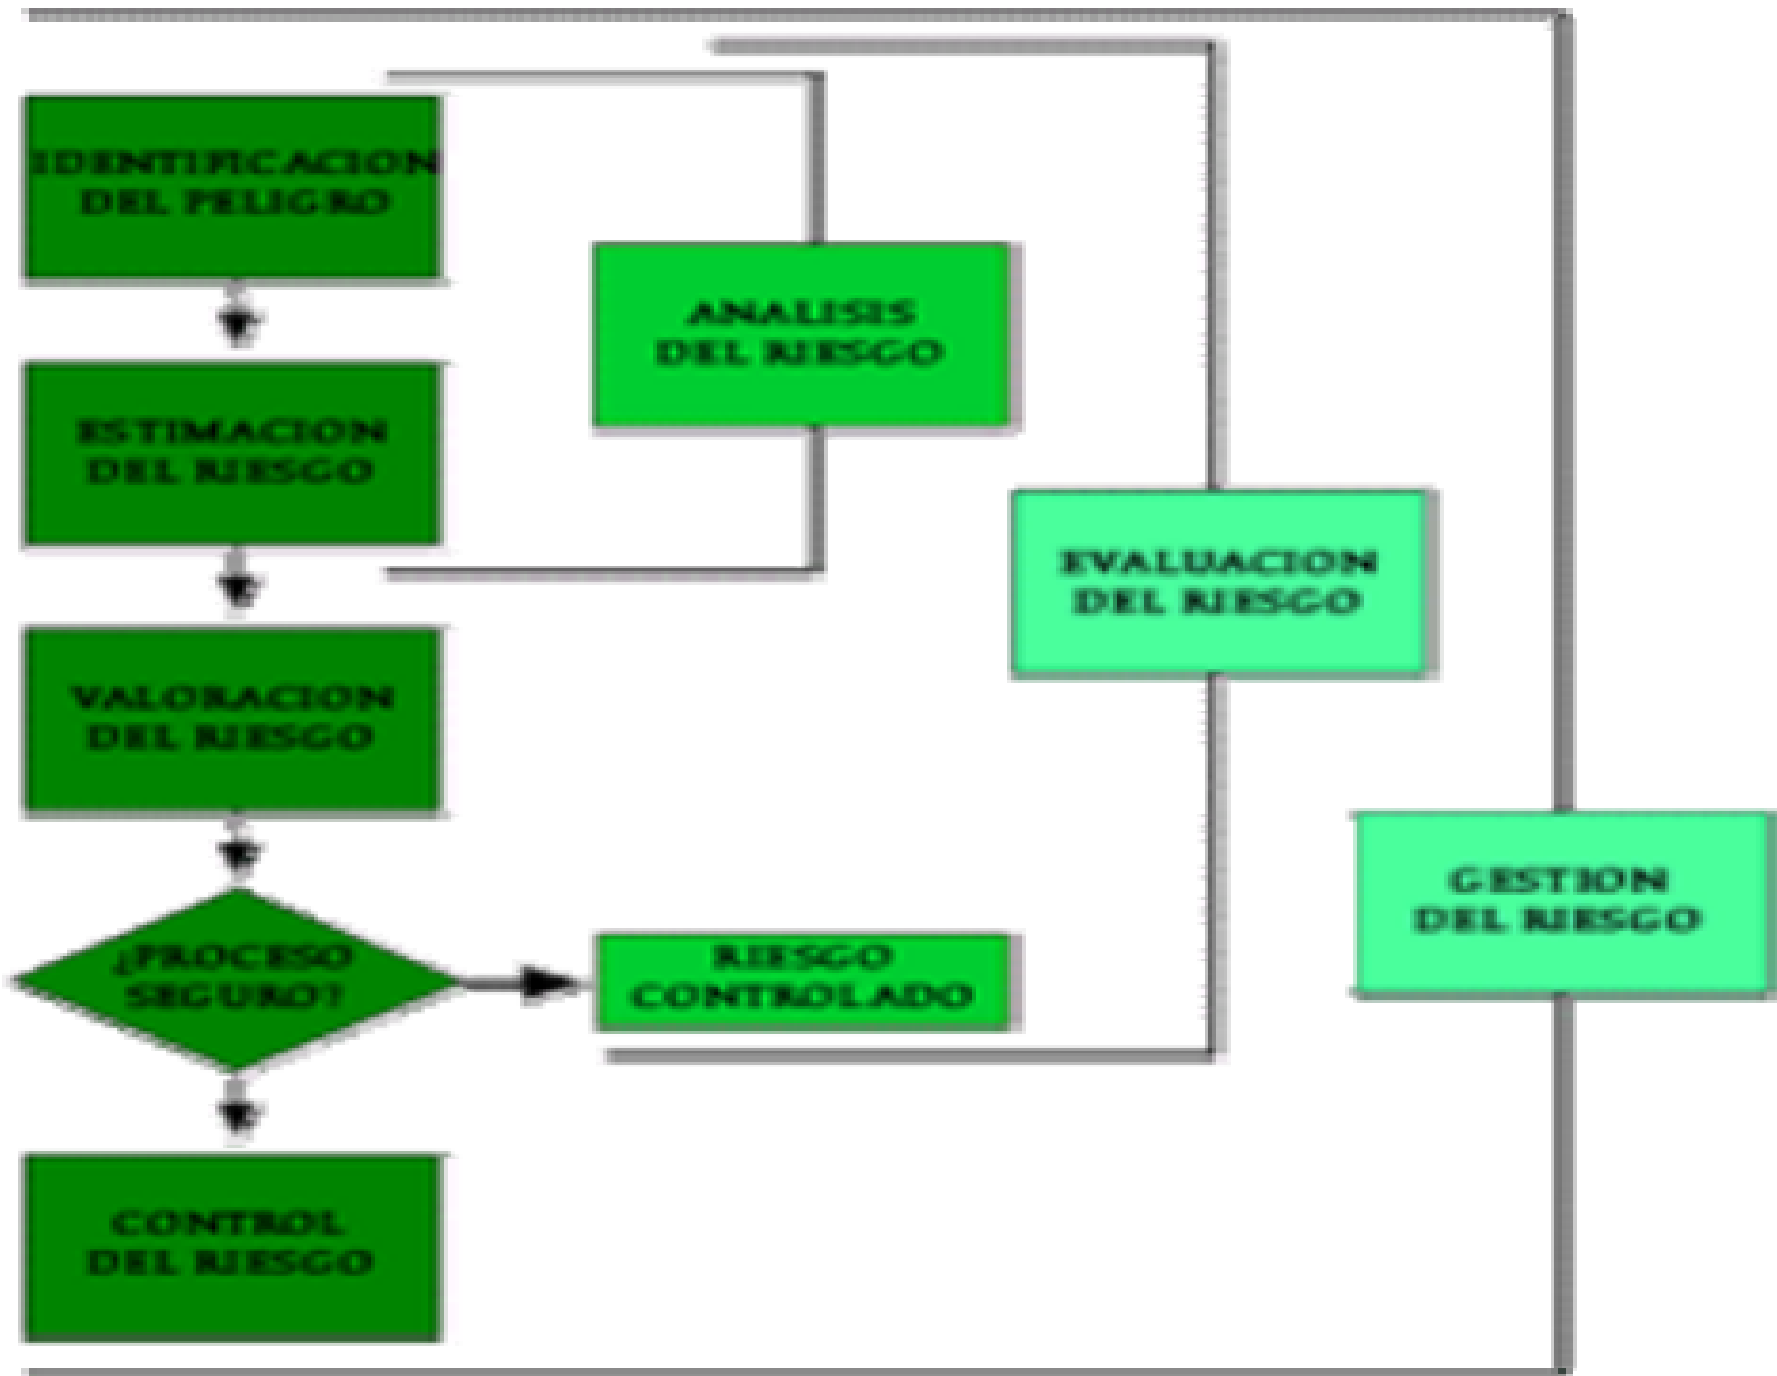 IDENTIFICACION
DEL PELIGRO
ANALISIS
DEL RIESGO
ESTIMACION
DEL RIESGO
EVALUACION
DEL RIESGO
VALORACION
DEL RIESGO
GESTION
DEL RIESGO
¿PROCESO
SEGURO?
RIESGO
CONTROLADO
CONTROL
DEL RIESGO